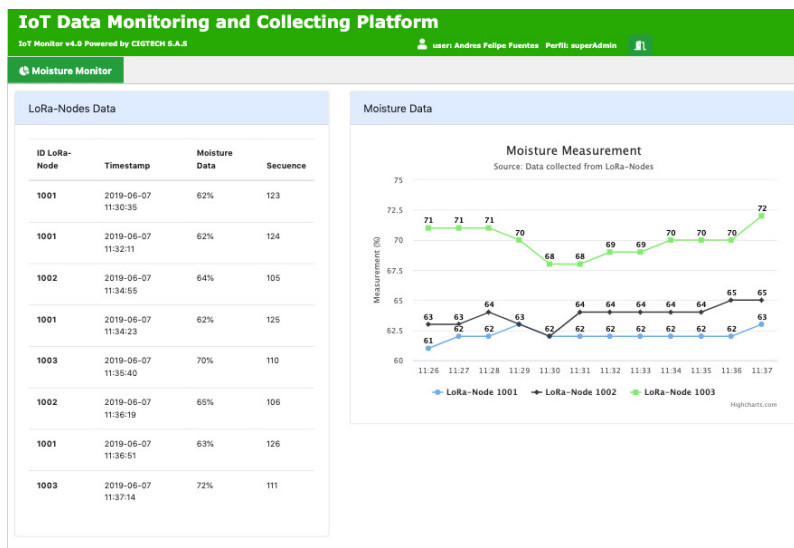 IoT Data Monitoring and Collecting Platform
IoT Monitor v4.0 Powered by CIGTECH S.A.S
user: Andres Felipe Fuentes Perfil: superAdmin
Moisture Monitor
LoRa-Nodes Data
ID LoRa-Node Timestamp Moisture Data Secuence
1001 2019-06-07 11:30:35 62% 123
1001 2019-06-07 11:32:11 62% 124
1002 2019-06-07 11:34:55 64% 105
1001 2019-06-07 11:34:23 62% 125
1003 2019-06-07 11:35:40 70% 110
1002 2019-06-07 11:36:19 65% 106
1001 2019-06-07 11:36:51 63% 126
1003 2019-06-07 11:37:14 72% 111
Moisture Data
Moisture Measurement
Source: Data collected from LoRa-Nodes
Measurement (%)
75
72.5
70
67.5
65
62.5
60
71 71 71 70 68 68 69 69 70 70 70 72
63 63 64 63 62 64 64 64 64 64 65 65
61 62 62 62 62 62 62 62 62 62 63
11:26 11:27 11:28 11:29 11:30 11:31 11:32 11:33 11:34 11:35 11:36 11:37
LoRa-Node 1001 LoRa-Node 1002 LoRa-Node 1003
Highcharts.com